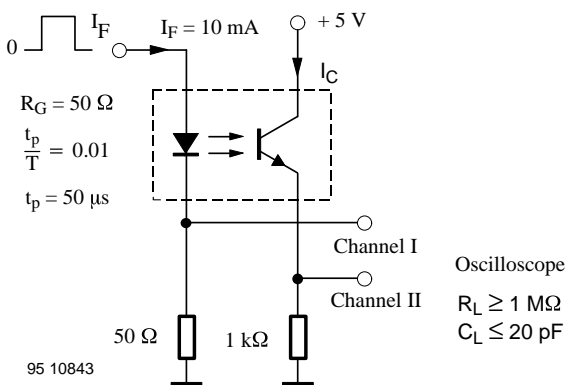 0
I_F
I_F = 10 mA
+ 5 V
I_C
R_G = 50 Ω
t_p
T
= 0.01
t_p = 50 μs
Channel I
Channel II
Oscilloscope
R_L ≥ 1 MΩ
C_L ≤ 20 pF
50 Ω
1 kΩ
95 10843